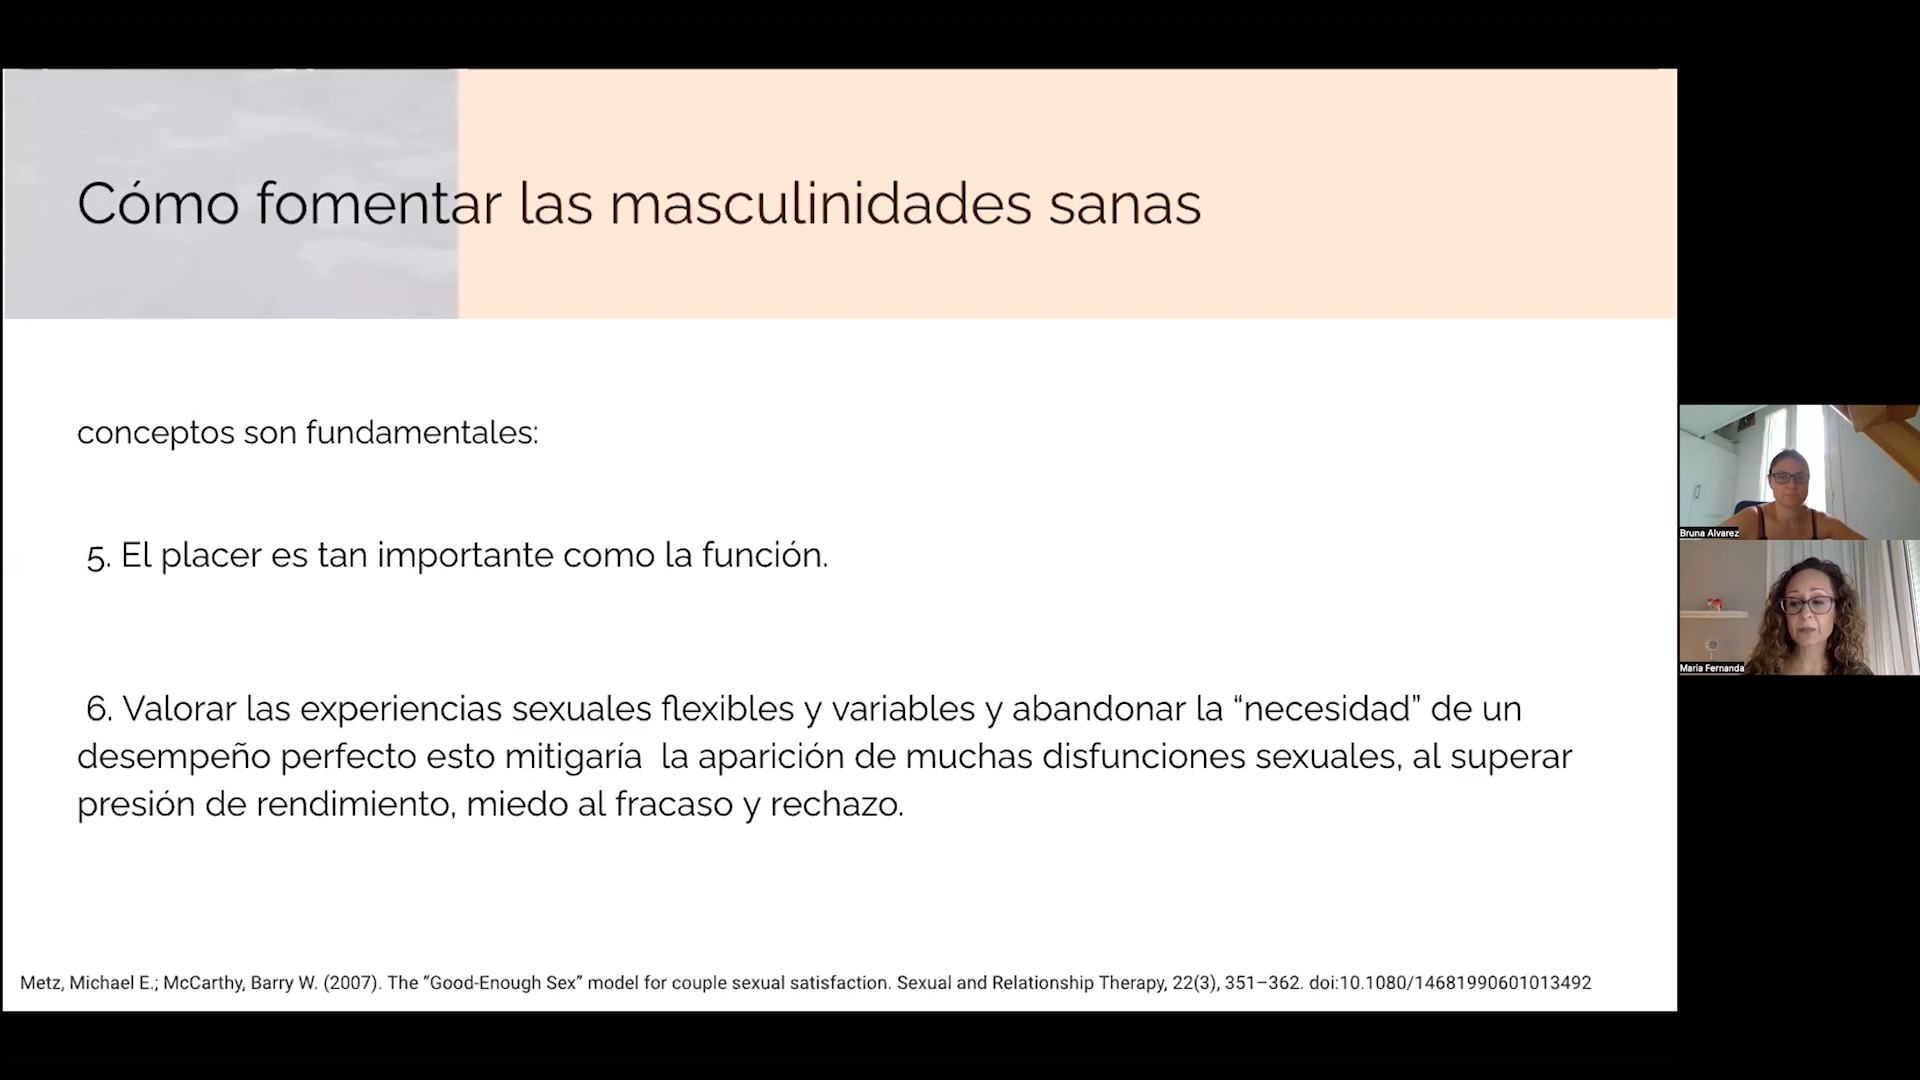 Cómo fomentar las masculinidades sanas
conceptos son fundamentales:
5. El placer es tan importante como la función.
6. Valorar las experiencias sexuales flexibles y variables y abandonar la “necesidad” de un
desempeño perfecto esto mitigaría la aparición de muchas disfunciones sexuales, al superar
presión de rendimiento, miedo al fracaso y rechazo.
Metz, Michael E.; McCarthy, Barry W. (2007). The “Good-Enough Sex” model for couple sexual satisfaction. Sexual and Relationship Therapy, 22(3), 351–362. doi:10.1080/14681990601013492
Bruna Alvarez
Maria Fernanda